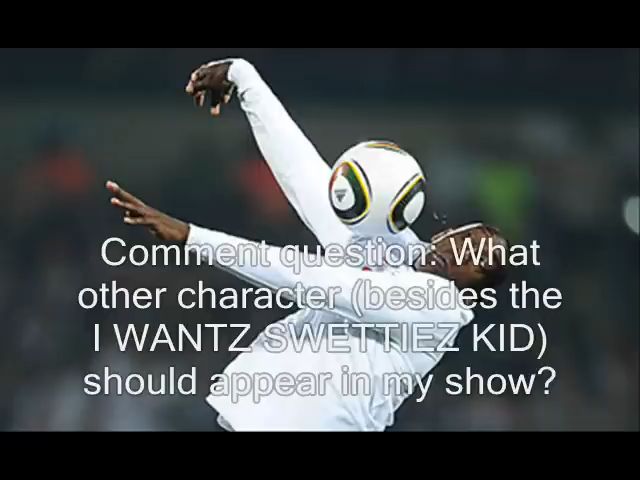 Comment question: What
other character (besides the
I WANTZ SWETTIEZ KID)
should appear in my show?